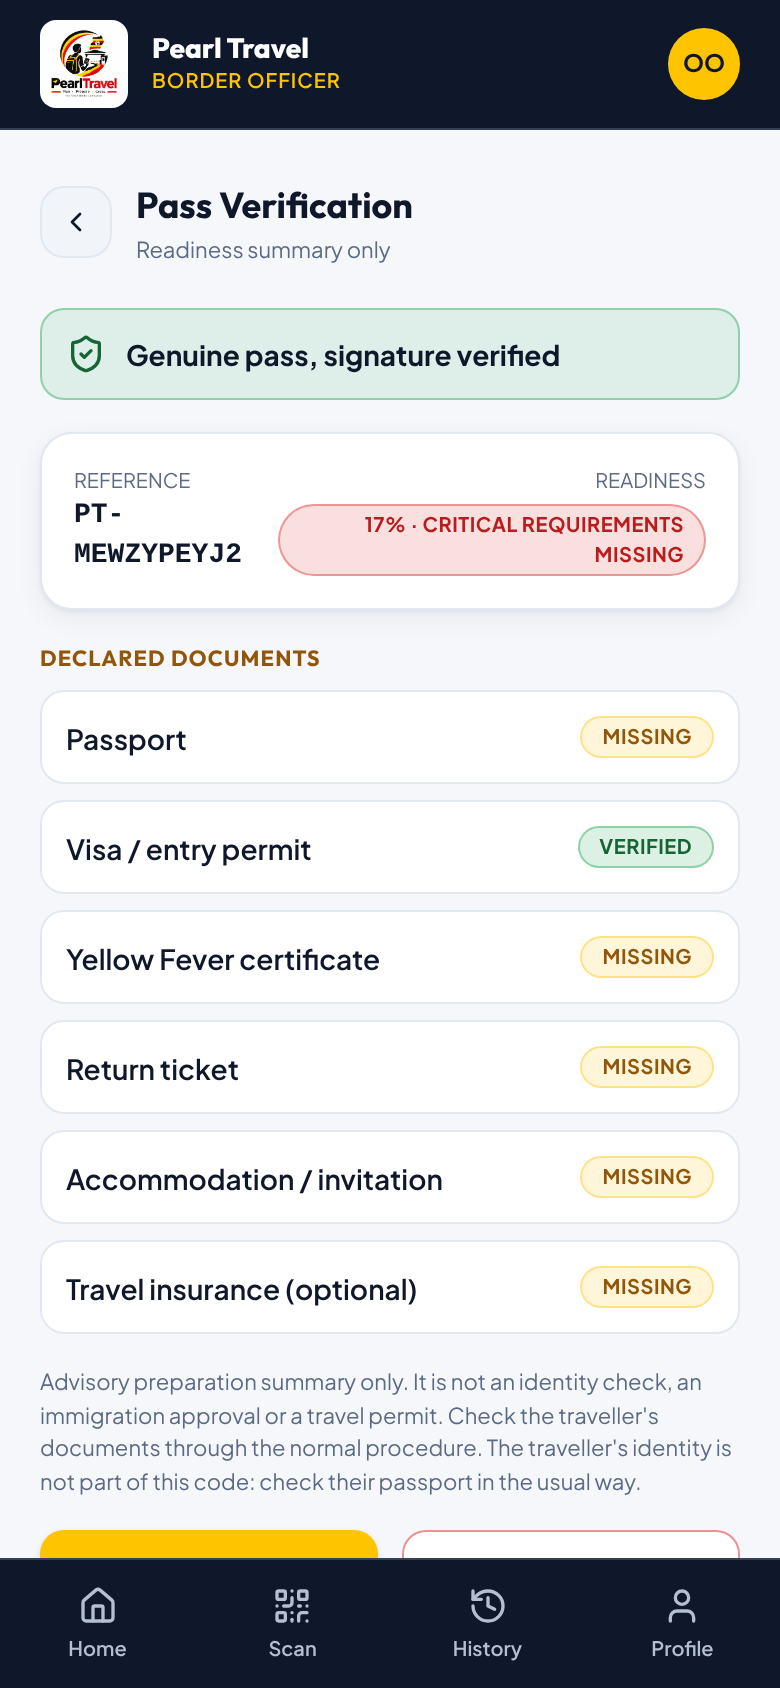 PearlTravel
Pearl Travel
BORDER OFFICER
OO
Pass Verification
Readiness summary only
Genuine pass, signature verified
REFERENCE
PT-
MEWZYPEYJ2
READINESS
17% · CRITICAL REQUIREMENTS
MISSING
DECLARED DOCUMENTS
Passport MISSING
Visa / entry permit VERIFIED
Yellow Fever certificate MISSING
Return ticket MISSING
Accommodation / invitation MISSING
Travel insurance (optional) MISSING
Advisory preparation summary only. It is not an identity check, an
immigration approval or a travel permit. Check the traveller's
documents through the normal procedure. The traveller's identity is
not part of this code: check their passport in the usual way.
Home Scan History Profile